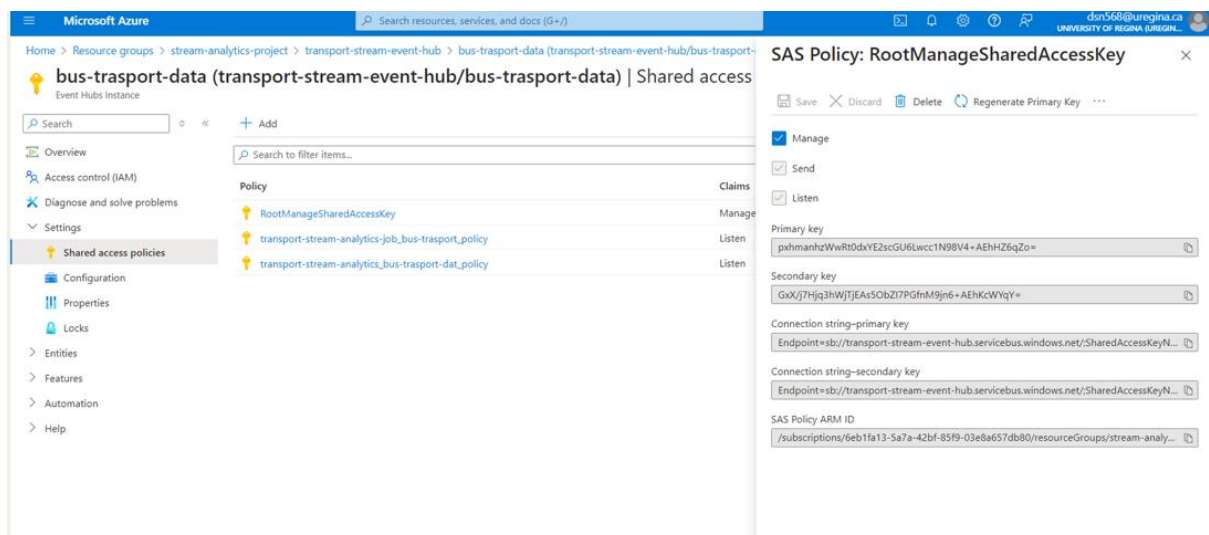 Microsoft Azure
Search resources, services, and docs (G+/)
dsn568@uregina.ca
UNIVERSITY OF REGINA (UREGIN...
Home > Resource groups > stream-analytics-project > transport-stream-event-hub > bus-trasport-data (transport-stream-event-hub/bus-trasport-
bus-trasport-data (transport-stream-event-hub/bus-trasport-data) | Shared access
Event Hubs Instance
Search
Overview
Access control (IAM)
Diagnose and solve problems
Settings
Shared access policies
Configuration
Properties
Locks
Entities
Features
Automation
Help
+ Add
Search to filter items...
Policy Claims
RootManageSharedAccessKey Manage
transport-stream-analytics-job_bus-trasport_policy Listen
transport-stream-analytics_bus-trasport-dat_policy Listen
SAS Policy: RootManageSharedAccessKey
Save Discard Delete Regenerate Primary Key ...
Manage
Send
Listen
Primary key
pxhmanhzWwRt0dxYE2scGU6Lwcc1N98V4+AEhHZ6qZo=
Secondary key
GxX/j7Hjq3hWjTjEAs5ObZI7PGfnM9jn6+AEhKcWYqY=
Connection string–primary key
Endpoint=sb://transport-stream-event-hub.servicebus.windows.net/;SharedAccessKeyN...
Connection string–secondary key
Endpoint=sb://transport-stream-event-hub.servicebus.windows.net/;SharedAccessKeyN...
SAS Policy ARM ID
/subscriptions/6eb1fa13-5a7a-42bf-85f9-03e8a657db80/resourceGroups/stream-analy...